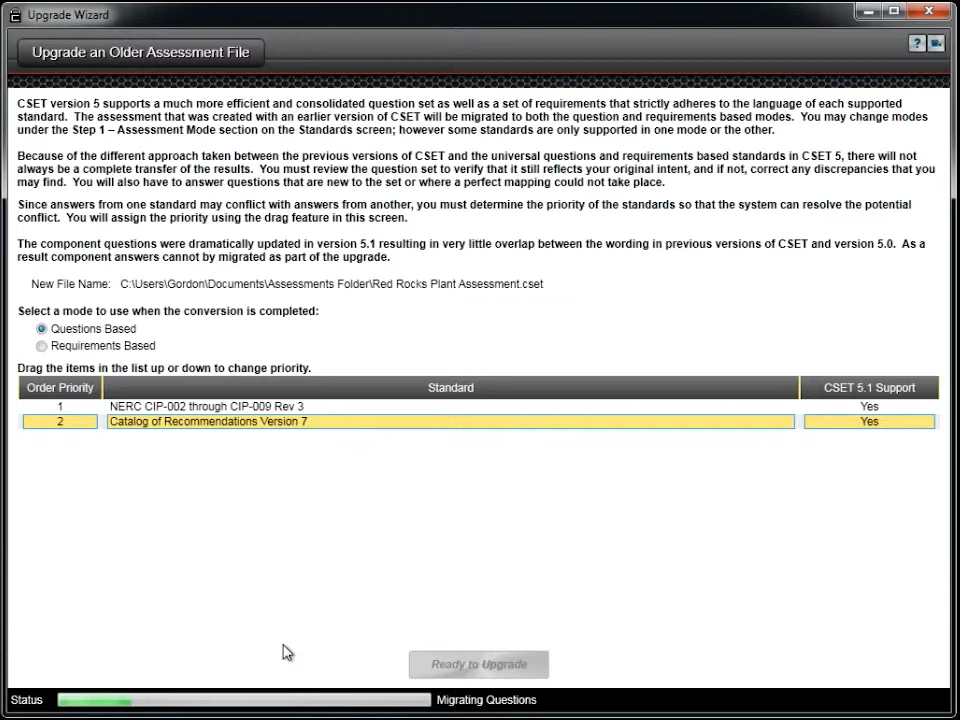 Upgrade Wizard
Upgrade an Older Assessment File
?
CSET version 5 supports a much more efficient and consolidated question set as well as a set of requirements that strictly adheres to the language of each supported
standard. The assessment that was created with an earlier version of CSET will be migrated to both the question and requirements based modes. You may change modes
under the Step 1 – Assessment Mode section on the Standards screen; however some standards are only supported in one mode or the other.
Because of the different approach taken between the previous versions of CSET and the universal questions and requirements based standards in CSET 5, there will not
always be a complete transfer of the results. You must review the question set to verify that it still reflects your original intent, and if not, correct any discrepancies that you
may find. You will also have to answer questions that are new to the set or where a perfect mapping could not take place.
Since answers from one standard may conflict with answers from another, you must determine the priority of the standards so that the system can resolve the potential
conflict. You will assign the priority using the drag feature in this screen.
The component questions were dramatically updated in version 5.1 resulting in very little overlap between the wording in previous versions of CSET and version 5.0. As a
result component answers cannot by migrated as part of the upgrade.
New File Name: C:\Users\Gordon\Documents\Assessments Folder\Red Rocks Plant Assessment.cset
Select a mode to use when the conversion is completed:
Questions Based
Requirements Based
Drag the items in the list up or down to change priority.
Order Priority Standard CSET 5.1 Support
1 NERC CIP-002 through CIP-009 Rev 3 Yes
2 Catalog of Recommendations Version 7 Yes
Ready to Upgrade
Status Migrating Questions